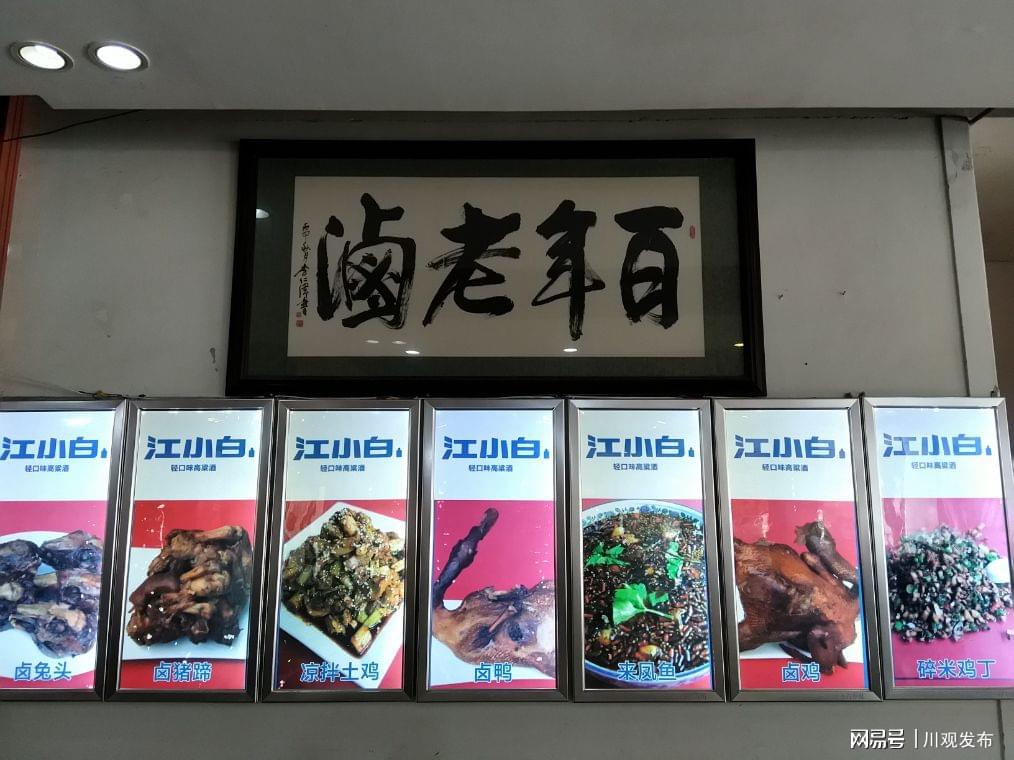 百年老滷
江小白
轻口味高粱酒
卤兔头
江小白
轻口味高粱酒
卤猪蹄
江小白
轻口味高粱酒
凉拌土鸡
江小白
轻口味高粱酒
卤鸭
江小白
轻口味高粱酒
来凤鱼
江小白
轻口味高粱酒
卤鸡
江小白
轻口味高粱酒
碎米鸡丁
网易号 | 川观发布